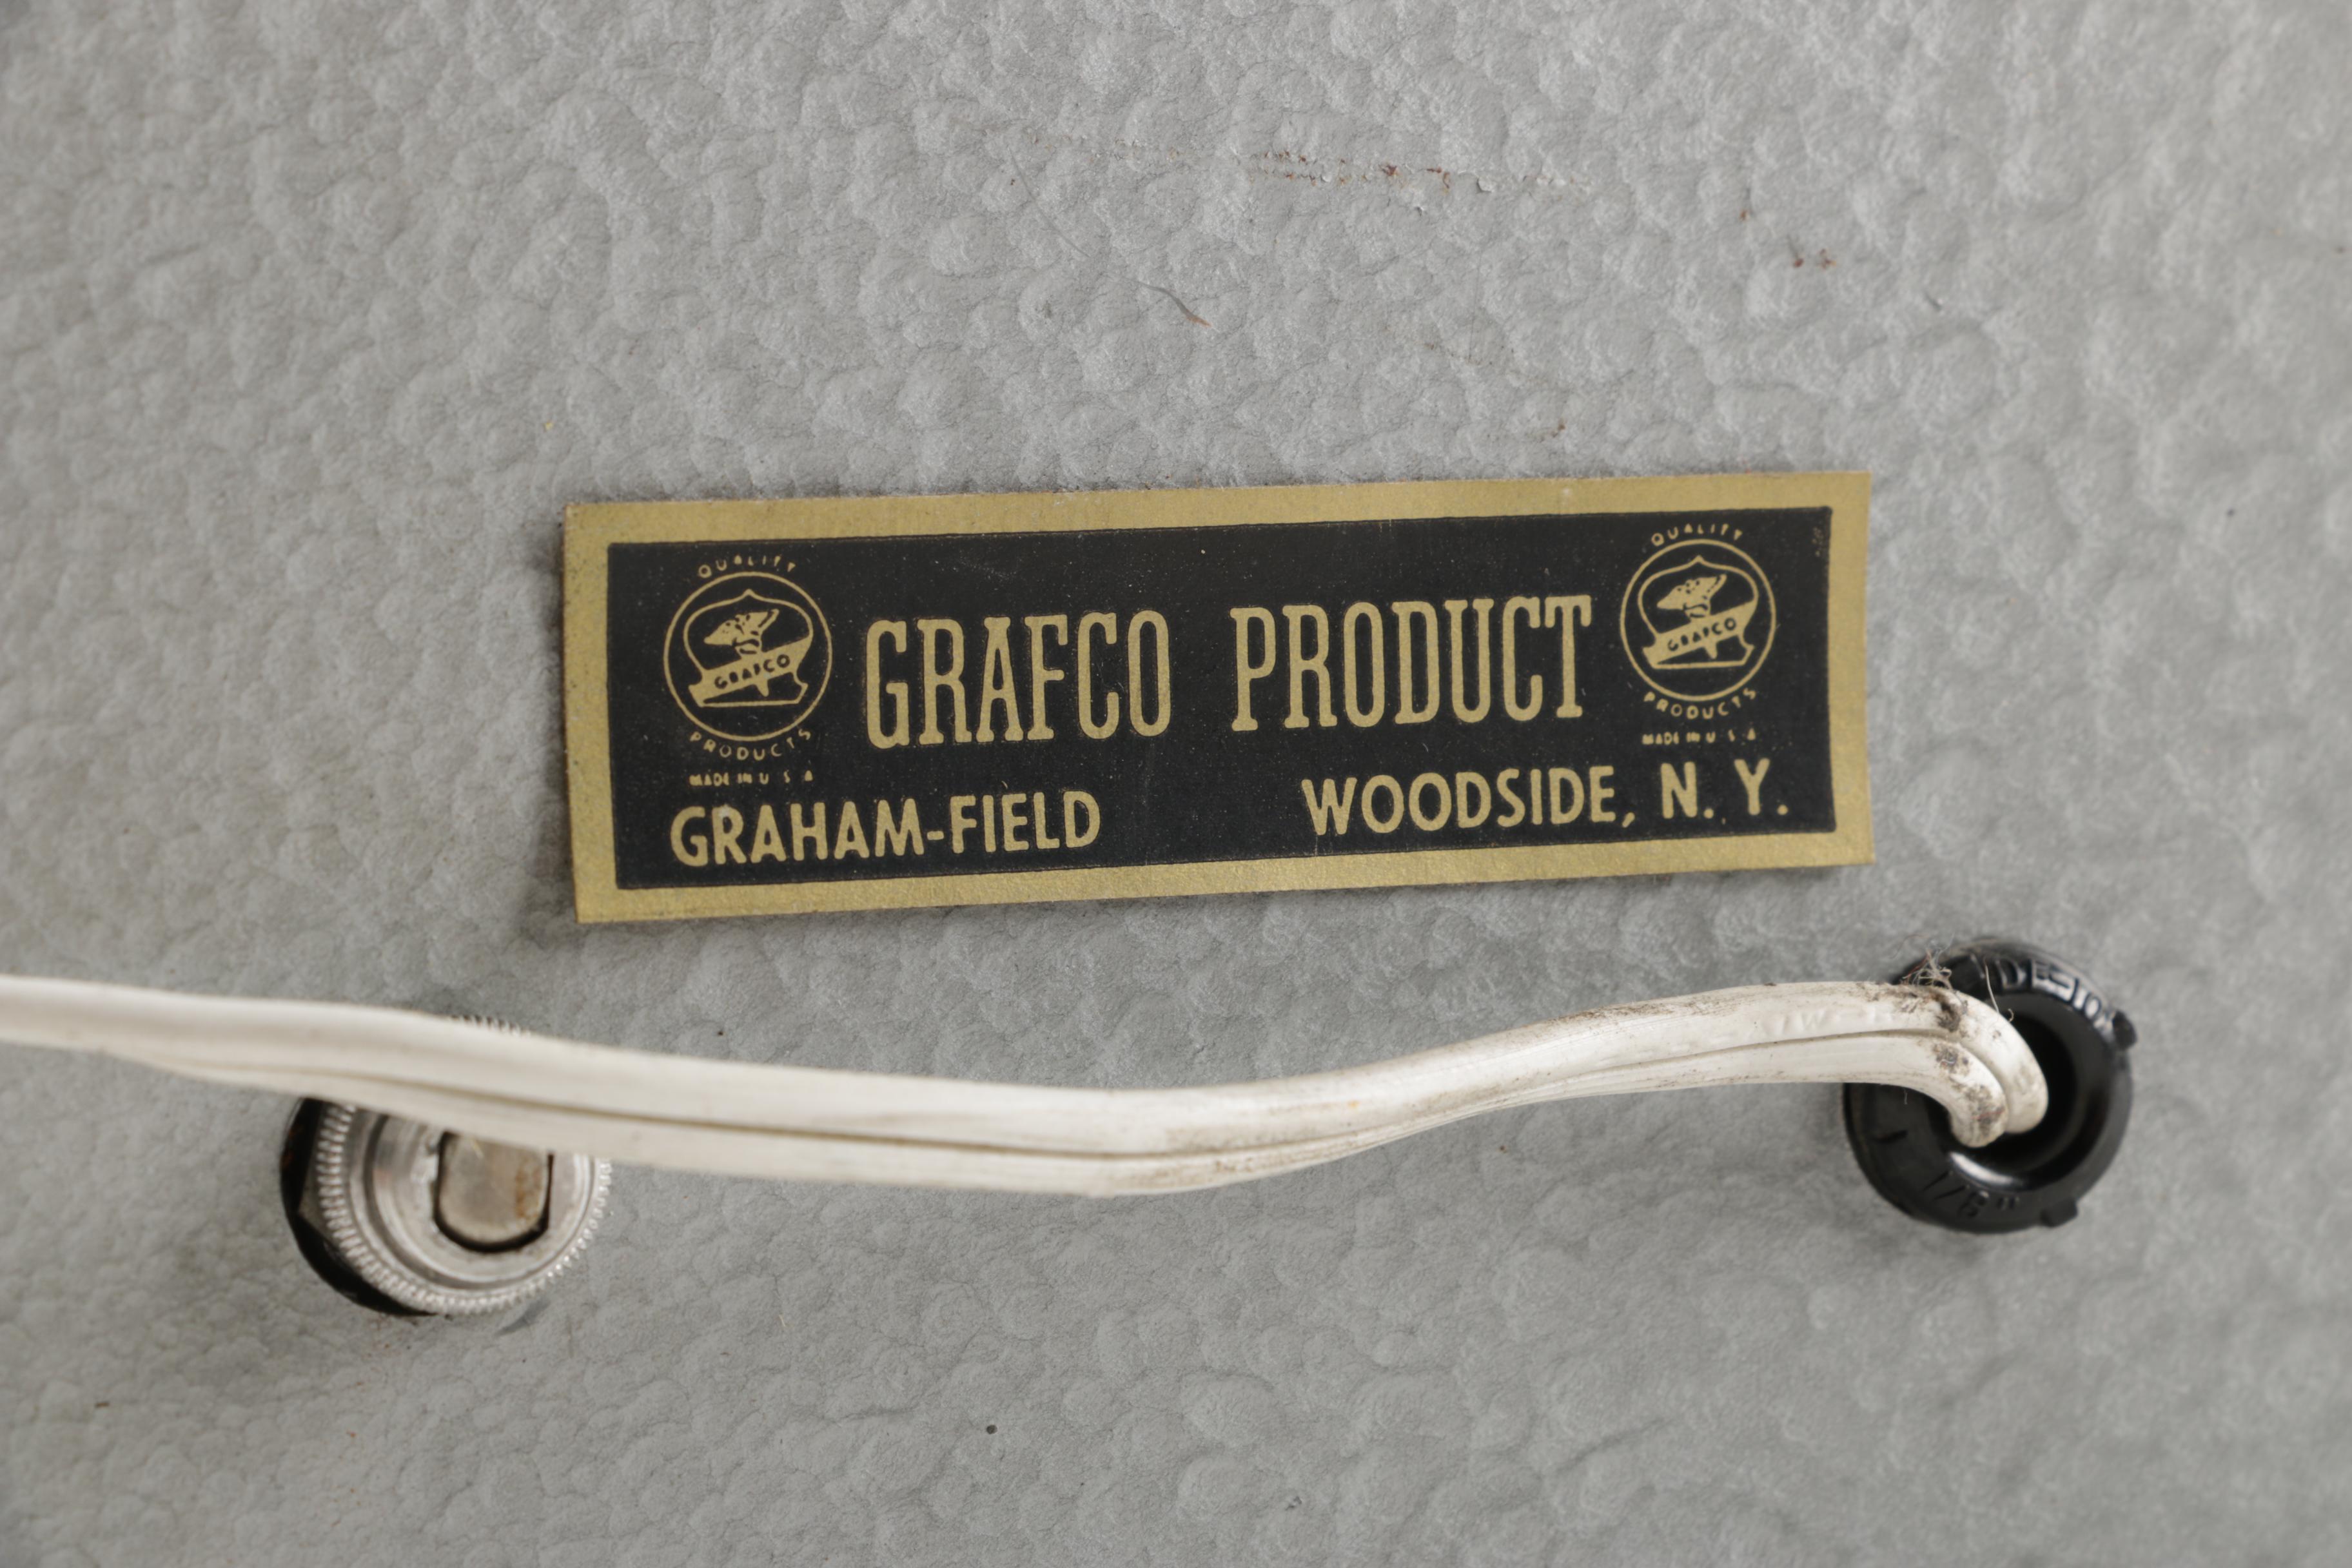 QUALITY
GRAFCO
PRODUCTS
MADE IN U S A
GRAFCO PRODUCT
QUALITY
GRAFCO
PRODUCTS
MADE IN U S A
GRAHAM-FIELD
WOODSIDE, N. Y.